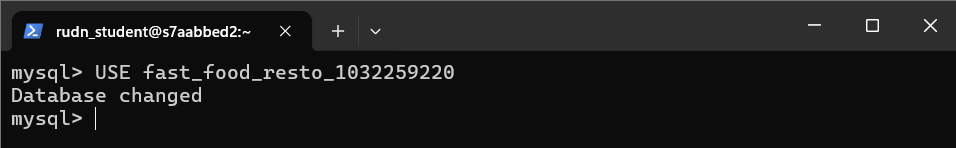 rudn_student@s7aabbed2:~
mysql> USE fast_food_resto_1032259220
Database changed
mysql>